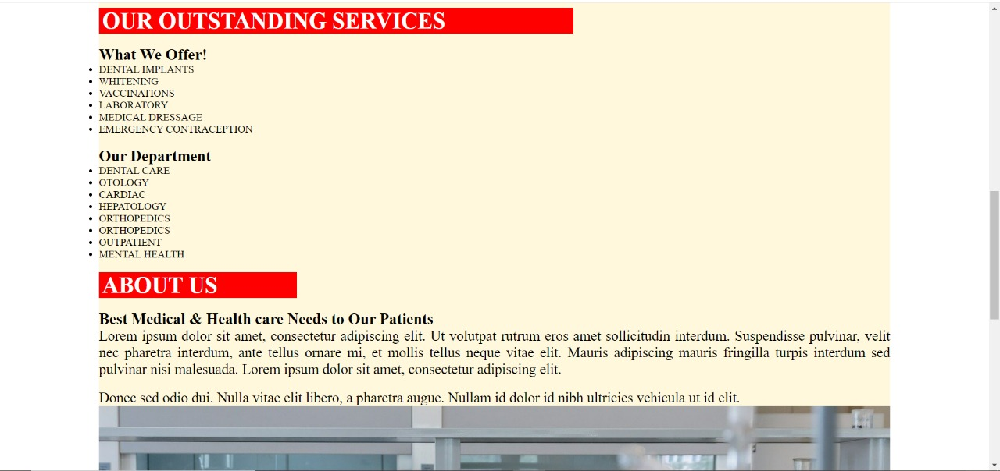 OUR OUTSTANDING SERVICES
What We Offer!
DENTAL IMPLANTS
WHITENING
VACCINATIONS
LABORATORY
MEDICAL DRESSAGE
EMERGENCY CONTRACEPTION
Our Department
DENTAL CARE
OTOLOGY
CARDIAC
HEPATOLOGY
ORTHOPEDICS
ORTHOPEDICS
OUTPATIENT
MENTAL HEALTH
ABOUT US
Best Medical & Health care Needs to Our Patients
Lorem ipsum dolor sit amet, consectetur adipiscing elit. Ut volutpat rutrum eros amet sollicitudin interdum. Suspendisse pulvinar, velit
nec pharetra interdum, ante tellus ornare mi, et mollis tellus neque vitae elit. Mauris adipiscing mauris fringilla turpis interdum sed
pulvinar nisi malesuada. Lorem ipsum dolor sit amet, consectetur adipiscing elit.
Donec sed odio dui. Nulla vitae elit libero, a pharetra augue. Nullam id dolor id nibh ultricies vehicula ut id elit.